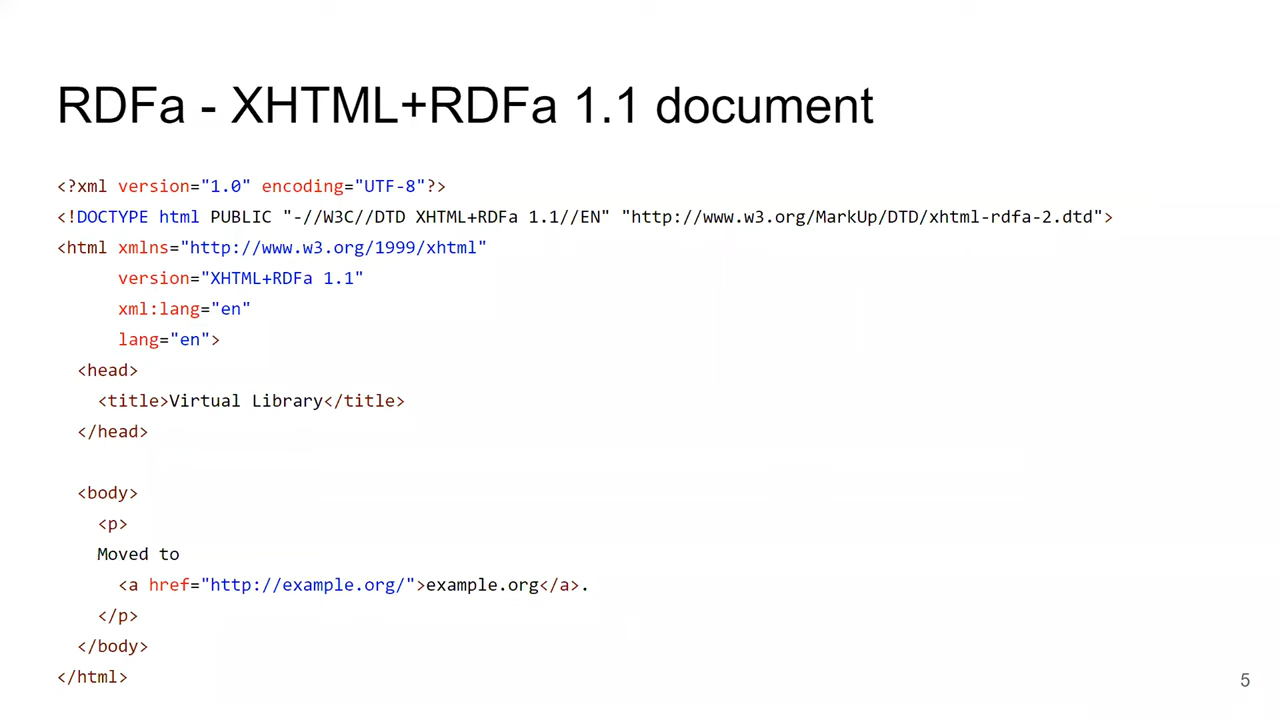 RDFa - XHTML+RDFa 1.1 document
<?xml version="1.0" encoding="UTF-8"?>
<!DOCTYPE html PUBLIC "-//W3C//DTD XHTML+RDFa 1.1//EN" "http://www.w3.org/MarkUp/DTD/xhtml-rdfa-2.dtd">
<html xmlns="http://www.w3.org/1999/xhtml"
      version="XHTML+RDFa 1.1"
      xml:lang="en"
      lang="en">
  <head>
    <title>Virtual Library</title>
  </head>
  <body>
    <p>
    Moved to
      <a href="http://example.org/">example.org</a>.
    </p>
  </body>
</html>
5